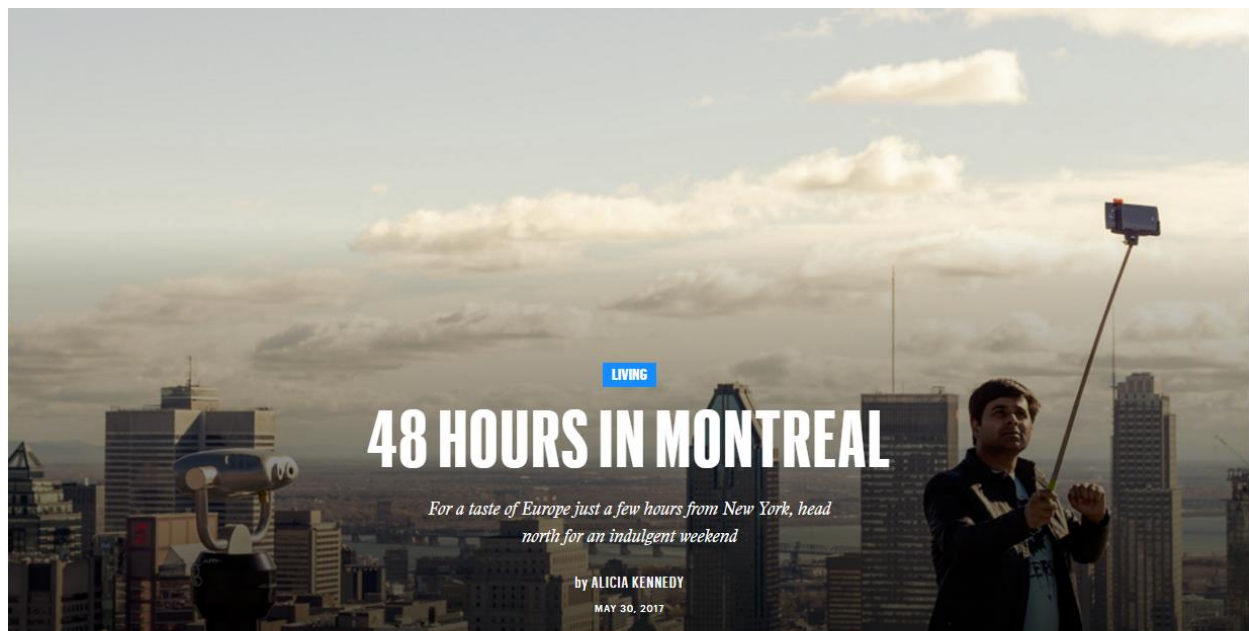 LIVING
48 HOURS IN MONTREAL
For a taste of Europe just a few hours from New York, head
north for an indulgent weekend
by ALICIA KENNEDY
MAY 30, 2017